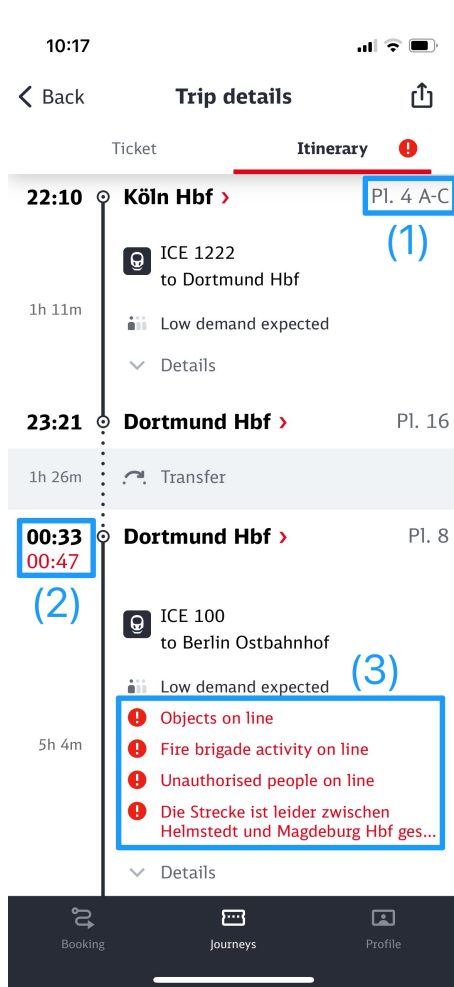 10:17
Back
Trip details
Ticket
Itinerary
22:10 Köln Hbf Pl. 4 A-C
(1)
ICE 1222
to Dortmund Hbf
1h 11m
Low demand expected
Details
23:21 Dortmund Hbf Pl. 16
1h 26m Transfer
00:33 Dortmund Hbf Pl. 8
00:47
(2)
ICE 100
to Berlin Ostbahnhof
(3)
Low demand expected
Objects on line
5h 4m
Fire brigade activity on line
Unauthorised people on line
Die Strecke ist leider zwischen
Helmstedt und Magdeburg Hbf ges...
Details
Booking
Journeys
Profile